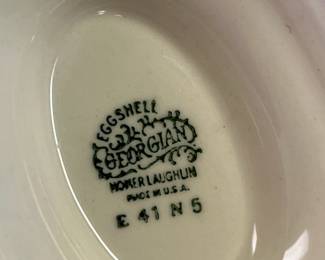 EGGSHELL
GEORGIAN
HOMER LAUGHLIN
MADE IN U.S.A.
E 41 N 5